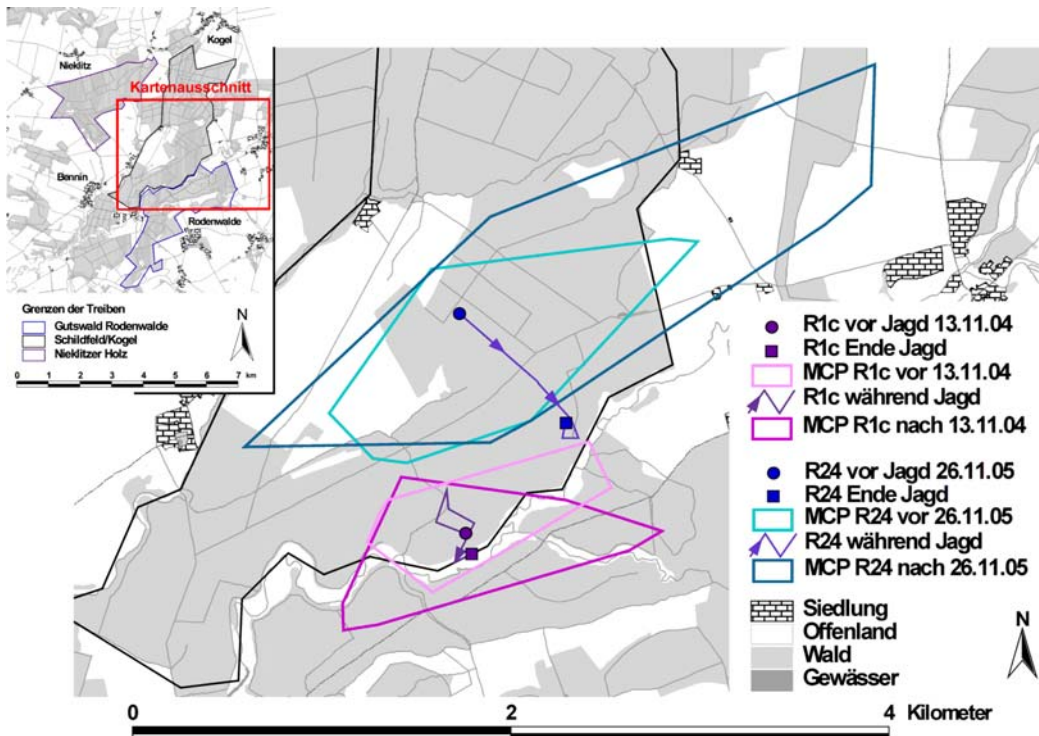 Kogel
Nieklitz
Kartenausschnitt
Bennin
Rodenwalde
Grenzen der Treiben
Gutswald Rodenwalde
Schildfeld/Kogel
Nieklitzer Holz
N
0 1 2 3 4 5 6 7 km
R1c vor Jagd 13.11.04
R1c Ende Jagd
MCP R1c vor 13.11.04
R1c während Jagd
MCP R1c nach 13.11.04
R24 vor Jagd 26.11.05
R24 Ende Jagd
MCP R24 vor 26.11.05
R24 während Jagd
MCP R24 nach 26.11.05
Siedlung
Offenland
Wald
Gewässer
N
0 2 4 Kilometer